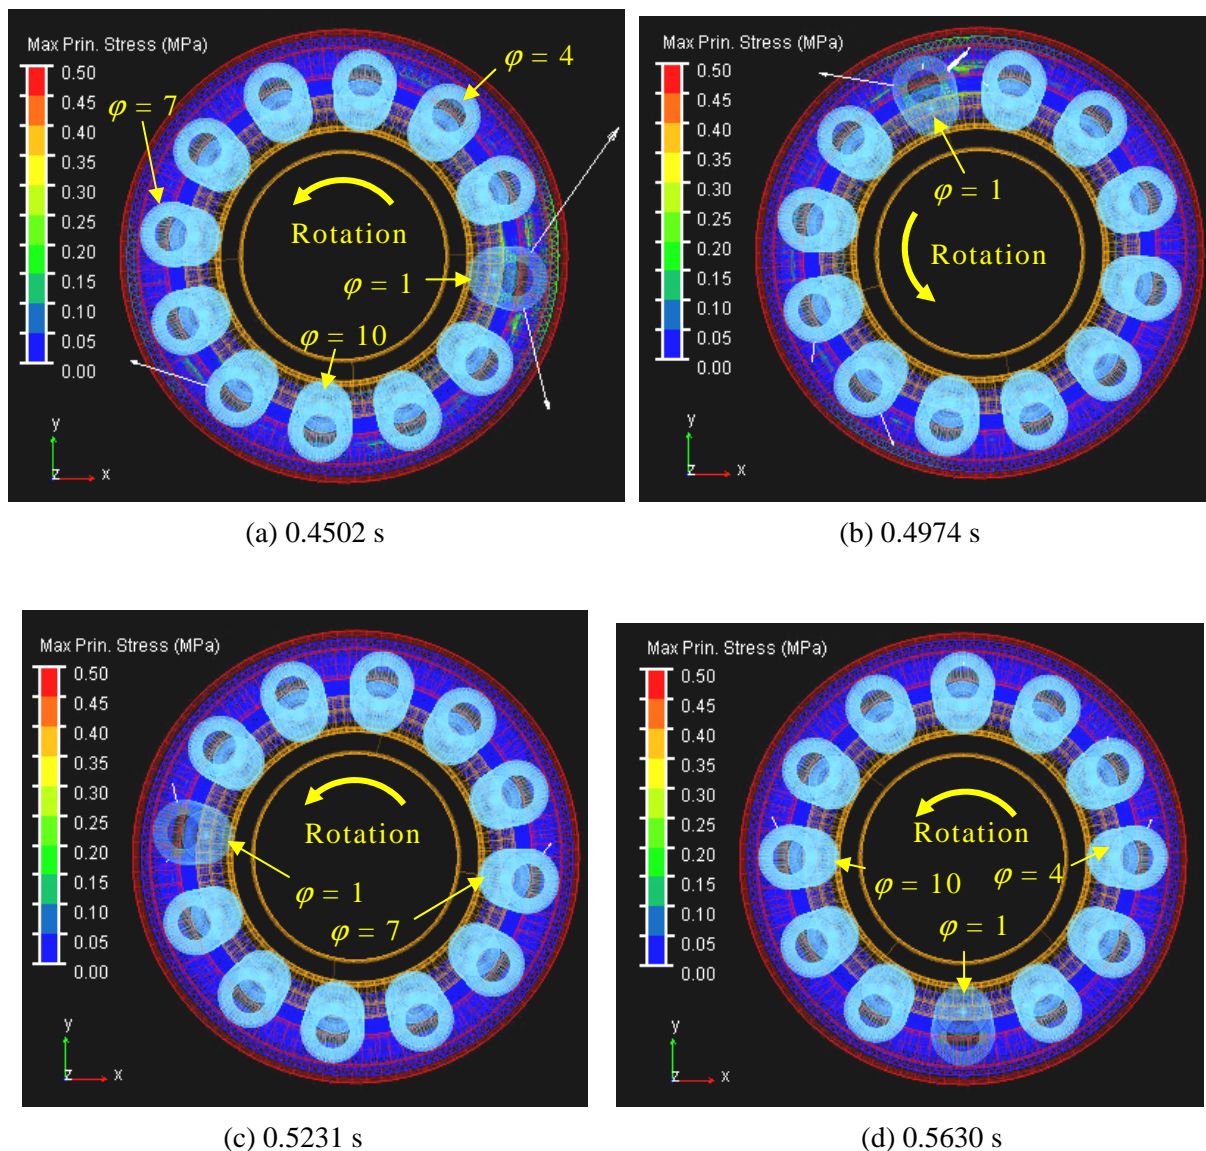 Max Prin. Stress (MPa)
0.50
0.45
0.40
0.35
0.30
0.25
0.20
0.15
0.10
0.05
0.00
φ = 4
φ = 7
Rotation
φ = 1
φ = 10
y
z x
(a) 0.4502 s
Max Prin. Stress (MPa)
0.50
0.45
0.40
0.35
0.30
0.25
0.20
0.15
0.10
0.05
0.00
φ = 1
Rotation
y
z x
(b) 0.4974 s
Max Prin. Stress (MPa)
0.50
0.45
0.40
0.35
0.30
0.25
0.20
0.15
0.10
0.05
0.00
Rotation
φ = 1
φ = 7
y
z x
(c) 0.5231 s
Max Prin. Stress (MPa)
0.50
0.45
0.40
0.35
0.30
0.25
0.20
0.15
0.10
0.05
0.00
Rotation
φ = 10
φ = 4
φ = 1
y
z x
(d) 0.5630 s